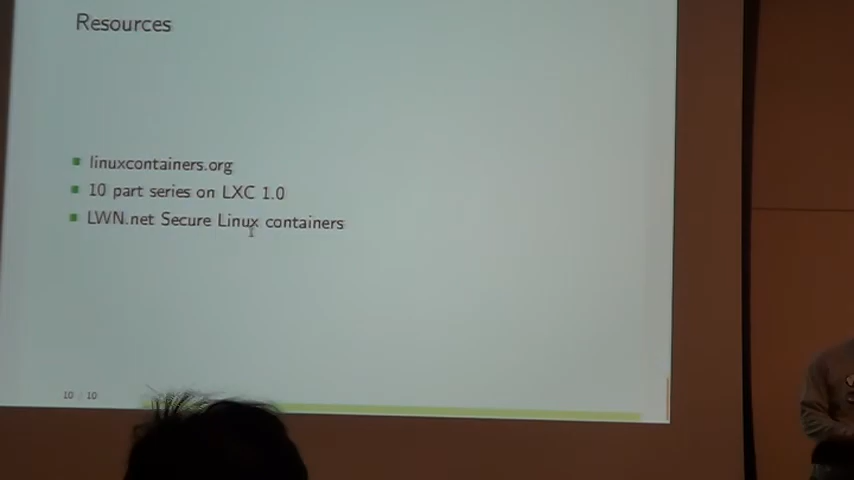 Resources
linuxcontainers.org
10 part series on LXC 1.0
LWN.net Secure Linux containers
10 / 10